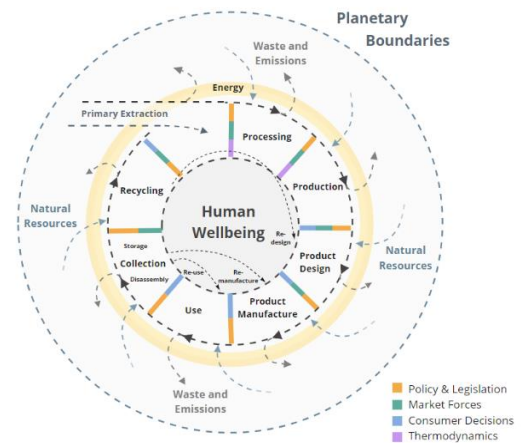 Planetary
Boundaries
Waste and
Emissions
Energy
Primary Extraction
Processing
Recycling
Production
Human
Wellbeing
Natural
Resources
Re-
design
Storage
Collection
Disassembly
Re-use
Re-
manufacture
Product
Design
Natural
Resources
Use
Product
Manufacture
Waste and
Emissions
Policy & Legislation
Market Forces
Consumer Decisions
Thermodynamics